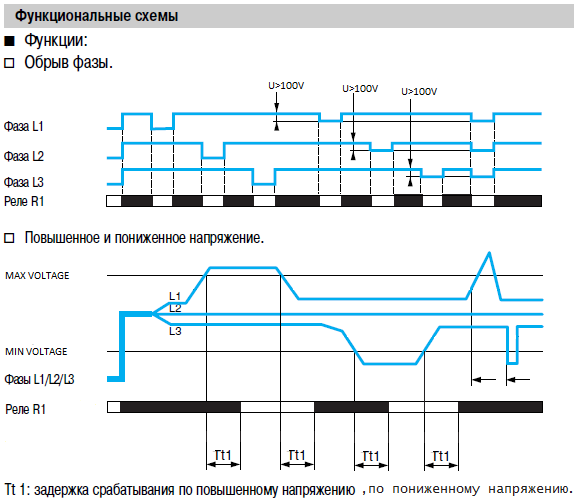 Функциональные схемы
■ Функции:
□ Обрыв фазы.
U>100V U>100V U>100V
Фаза L1
Фаза L2
Фаза L3
Реле R1
□ Повышенное и пониженное напряжение.
MAX VOLTAGE
L1
L2
L3
MIN VOLTAGE
Фазы L1/L2/L3
Реле R1
Tt1 Tt1 Tt1 Tt1
Tt 1: задержка срабатывания по повышенному напряжению ,по пониженному напряжению.